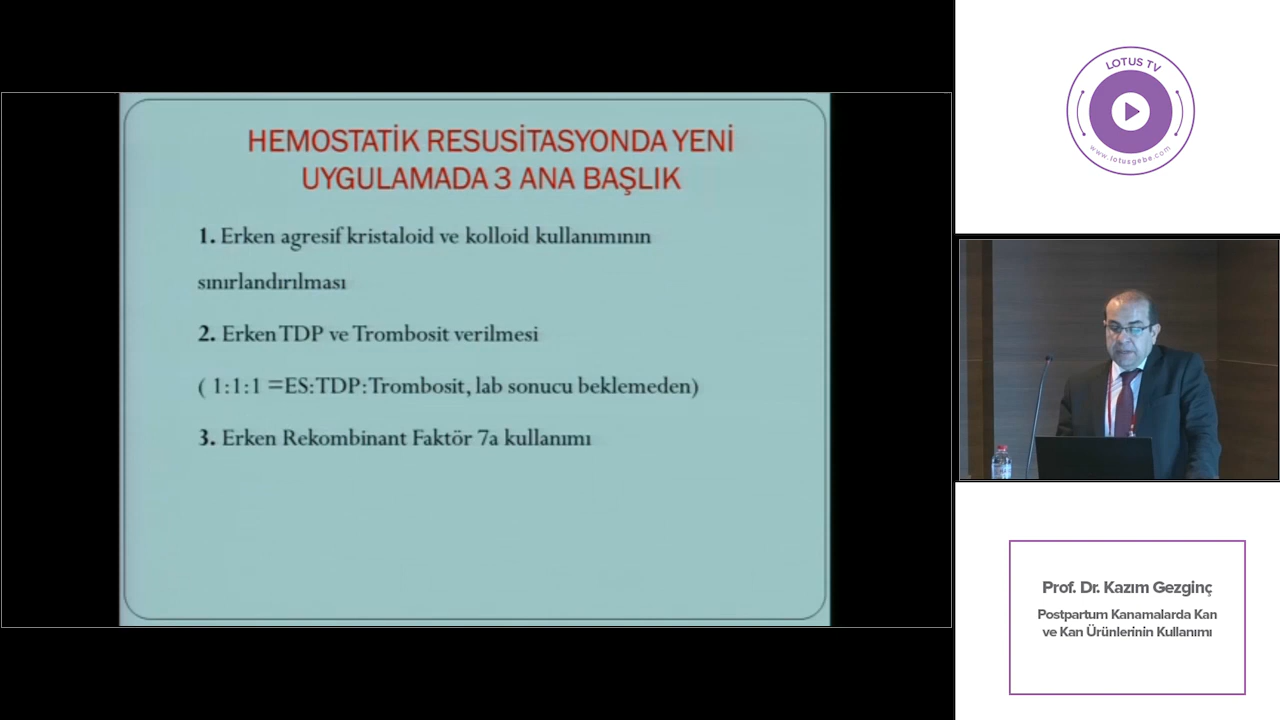 HEMOSTATİK RESUSİTASYONDA YENİ
UYGULAMADA 3 ANA BAŞLIK
1. Erken agresif kristaloid ve kolloid kullanımının
sınırlandırılması
2. Erken TDP ve Trombosit verilmesi
( 1:1:1 =ES:TDP:Trombosit, lab sonucu beklemeden)
3. Erken Rekombinant Faktör 7a kullanımı
LOTUS TV
www.lotusgebe.com
Prof. Dr. Kazım Gezginç
Postpartum Kanamalarda Kan
ve Kan Ürünlerinin Kullanımı